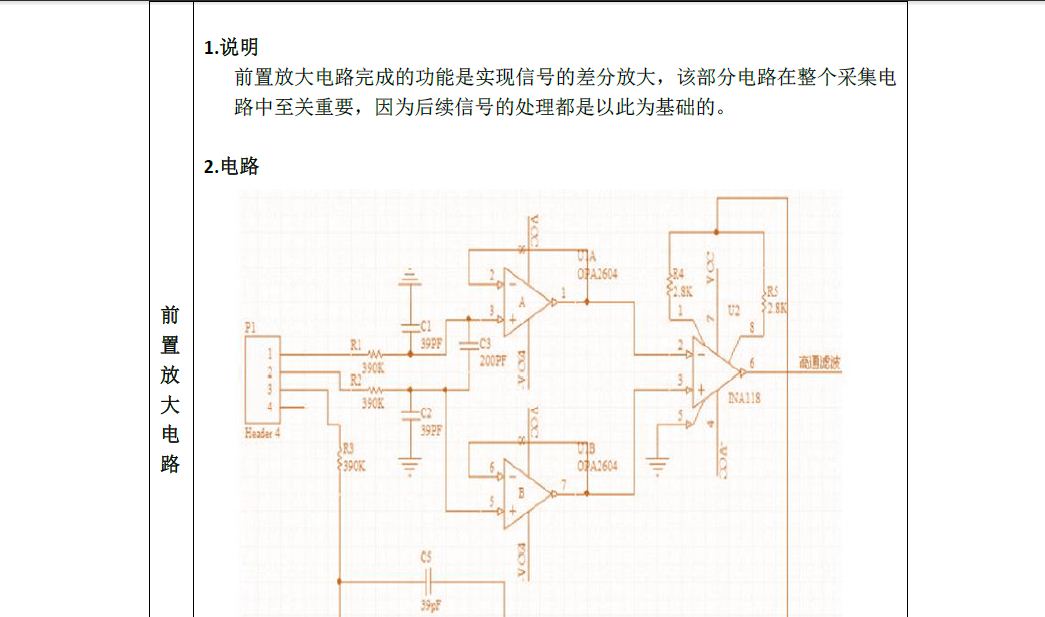 1.说明
前置放大电路完成的功能是实现信号的差分放大，该部分电路在整个采集电
路中至关重要，因为后续信号的处理都是以此为基础的。
2.电路
前
置
放
大
电
路
P1
1
2
3
4
Header 4
R1
390K
R2
390K
R3
390K
C1
39PF
C2
39PF
C3
200PF
VCC
8
U1A
OPA2604
2
3
A
1
VCC
8
U1B
OPA2604
6
5
B
7
R4
2.8K
VCC
R5
2.8K
U2
1
7
8
2
3
5
4
6
INA118
高通滤波
C5
39pF